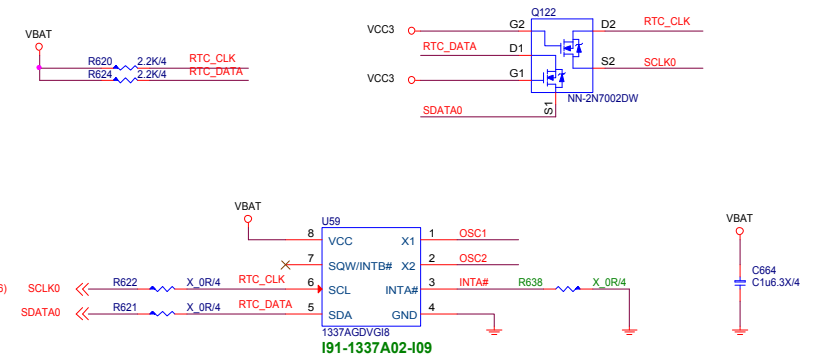 Q122
VBAT
R620 2.2K/4 RTC_CLK
R624 2.2K/4 RTC_DATA
VCC3 G2 D2 RTC_CLK
RTC_DATA D1
S2 SCLK0
VCC3 G1
NN-2N7002DW
SDATA0 S1
VBAT
U59
8 VCC X1 1 OSC1
7 SQW/INTB# X2 2 OSC2
SCLK0 R622 X_0R/4 RTC_CLK 6 SCL INTA# 3 INTA# R638 X_0R/4
SDATA0 R621 X_0R/4 RTC_DATA 5 SDA GND 4
1337AGDVGI8
I91-1337A02-I09
VBAT
C664
C1u6.3X/4